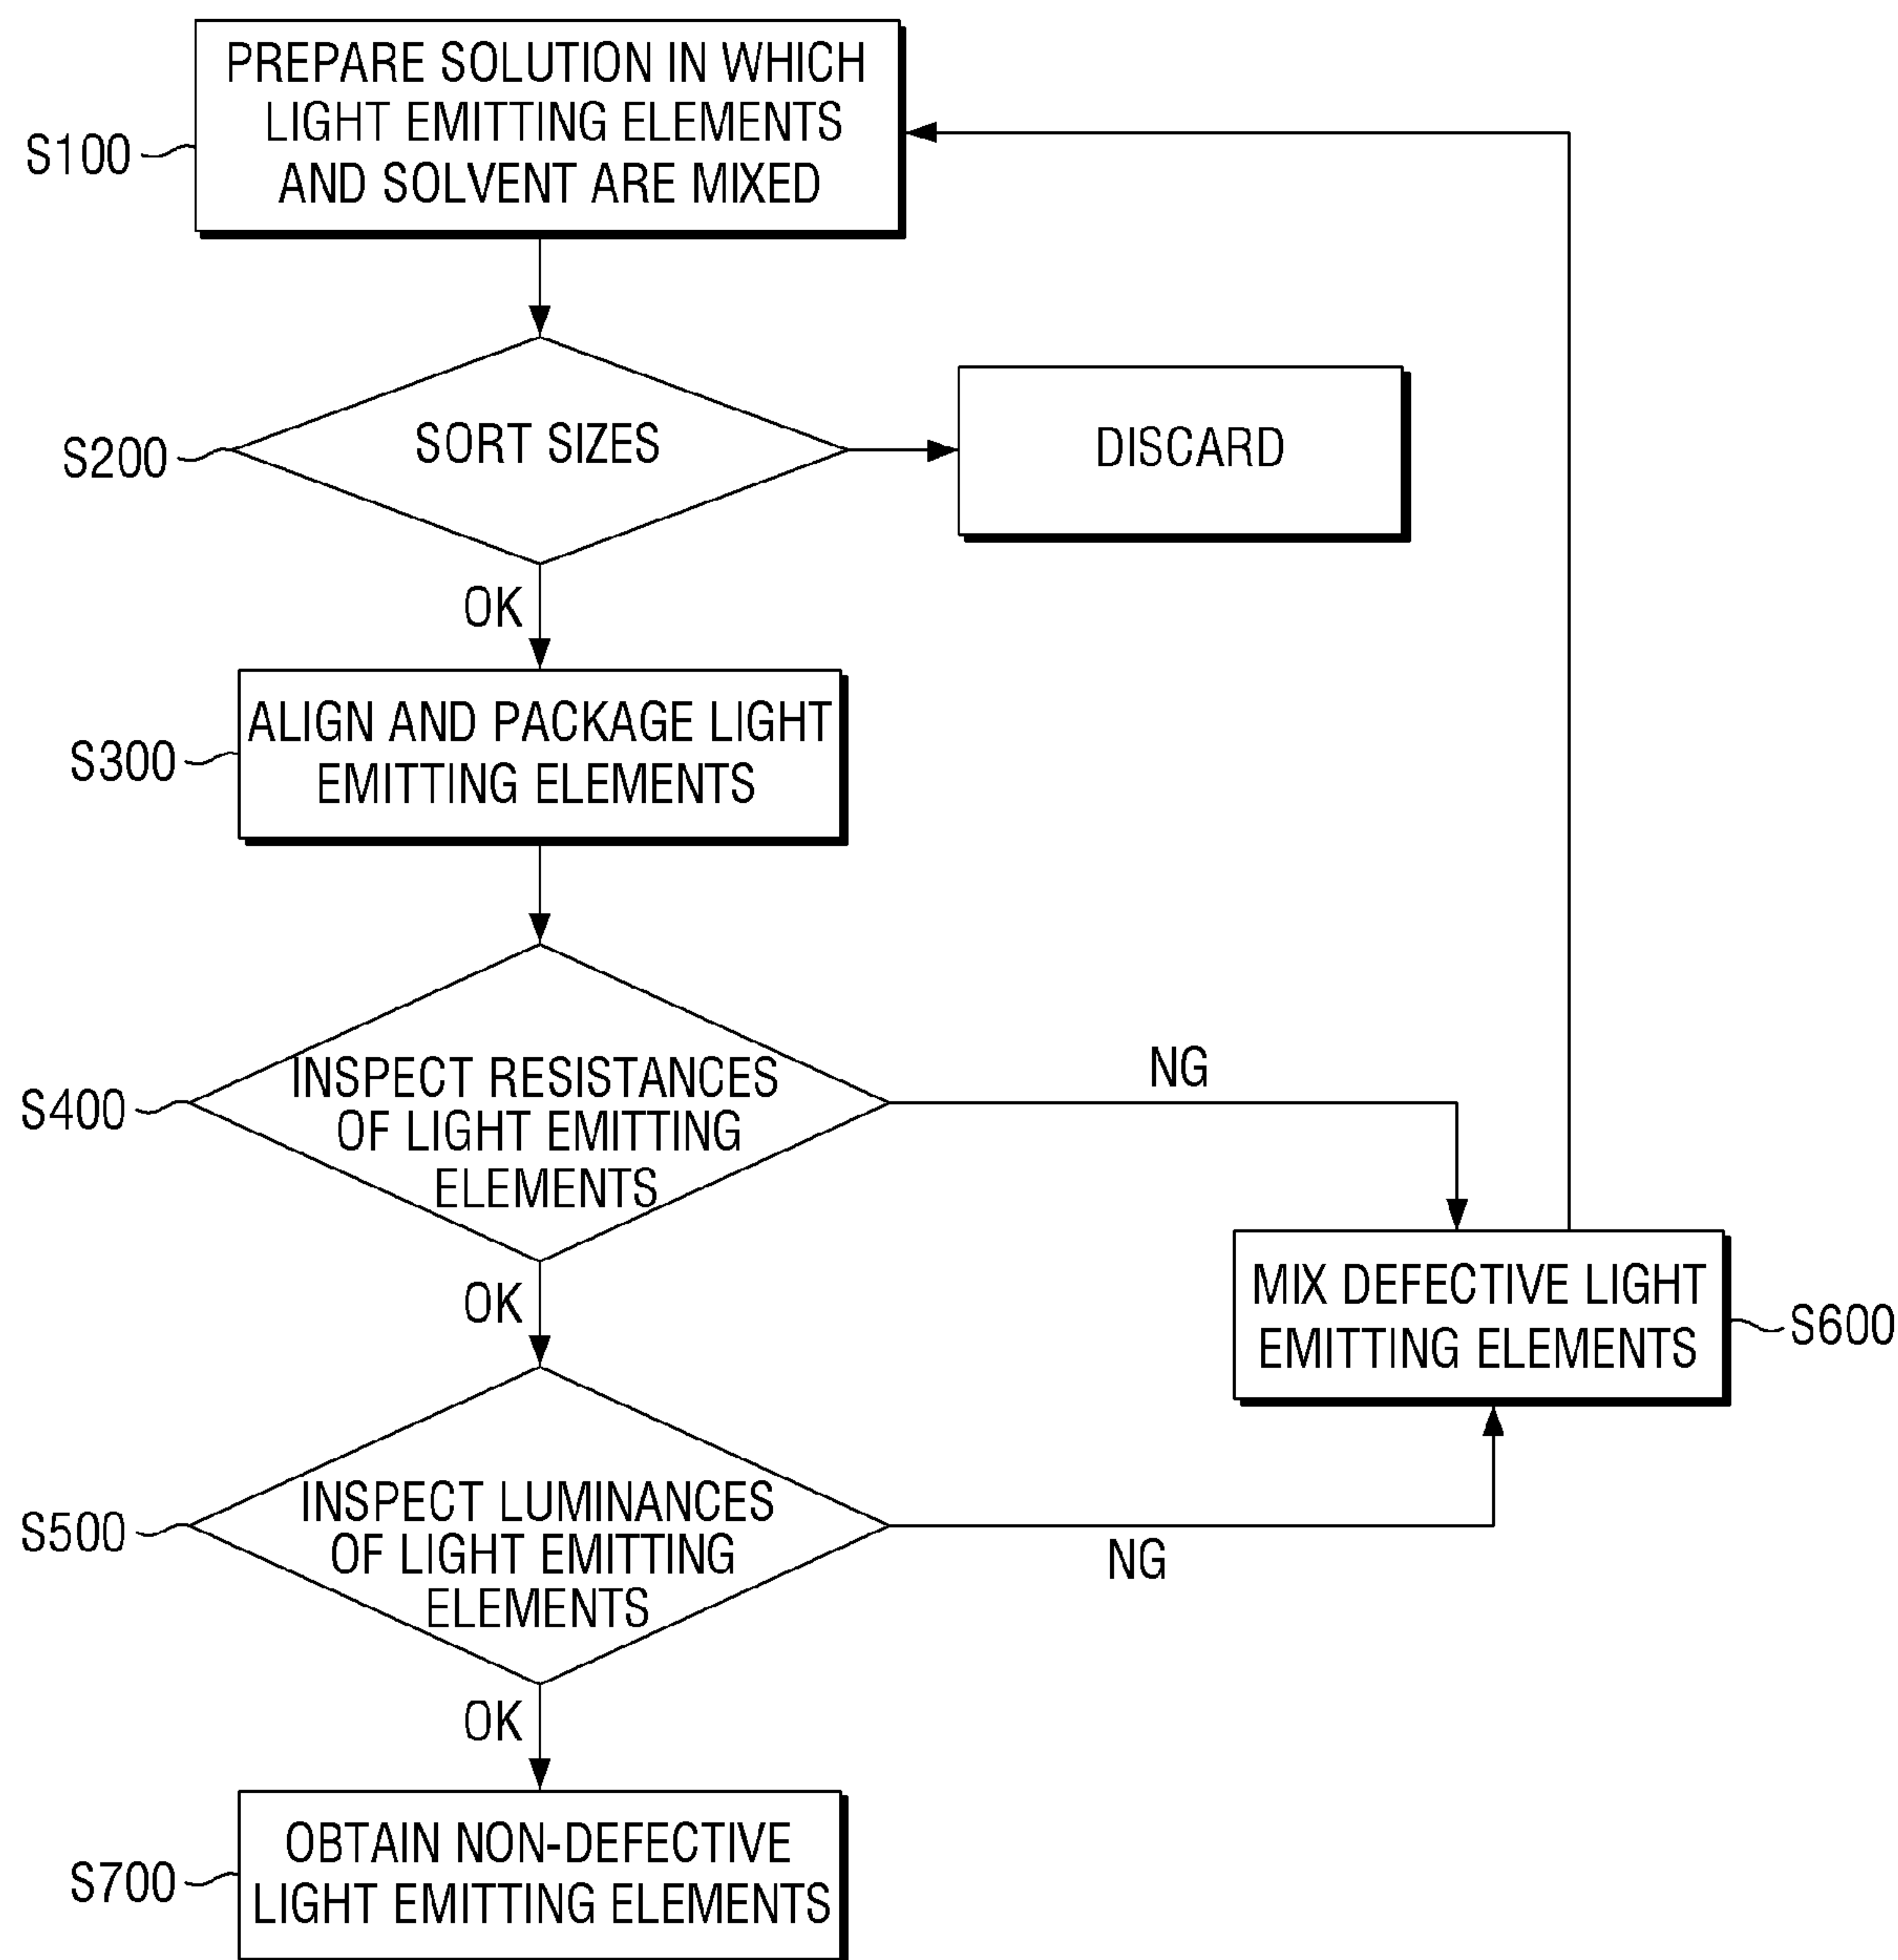 PREPARE SOLUTION IN WHICH
LIGHT EMITTING ELEMENTS
AND SOLVENT ARE MIXED
S100
SORT SIZES
S200
DISCARD
OK
ALIGN AND PACKAGE LIGHT
EMITTING ELEMENTS
S300
INSPECT RESISTANCES
OF LIGHT EMITTING
ELEMENTS
S400
NG
OK
MIX DEFECTIVE LIGHT
EMITTING ELEMENTS
S600
INSPECT LUMINANCES
OF LIGHT EMITTING
ELEMENTS
S500
NG
OK
OBTAIN NON-DEFECTIVE
LIGHT EMITTING ELEMENTS
S700